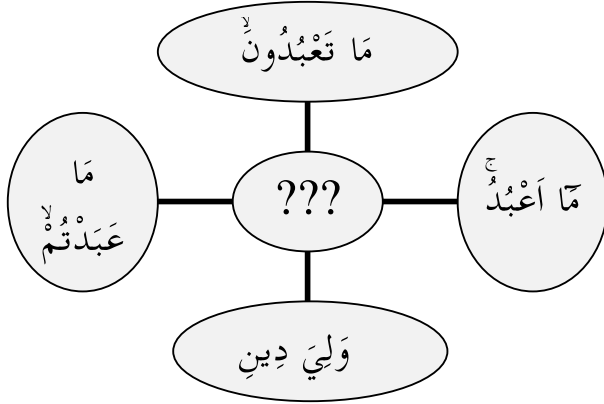 مَا تَعْبُدُونَۙ
مَا
عَبَدْتُمْۙ
???
مَٓا اَعْبُدُۚ
وَلِيَ دِينِ